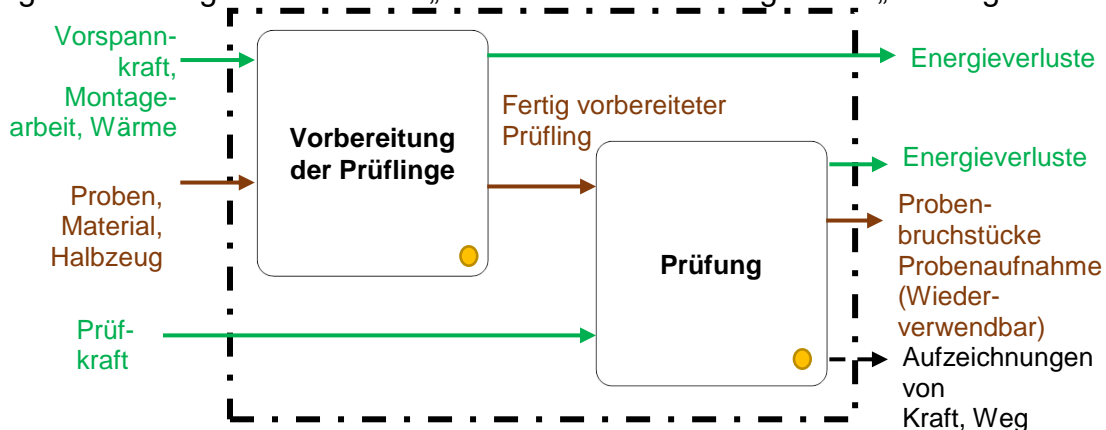 Vorspann-
kraft,
Montage-
arbeit, Wärme
Energieverluste
Fertig vorbereiteter
Prüfling
Vorbereitung
der Prüflinge
Energieverluste
Proben,
Material,
Halbzeug
Proben-
bruchstücke
Probenaufnahme
(Wieder-
verwendbar)
Prüfung
Prüf-
kraft
Aufzeichnungen
von
Kraft, Weg